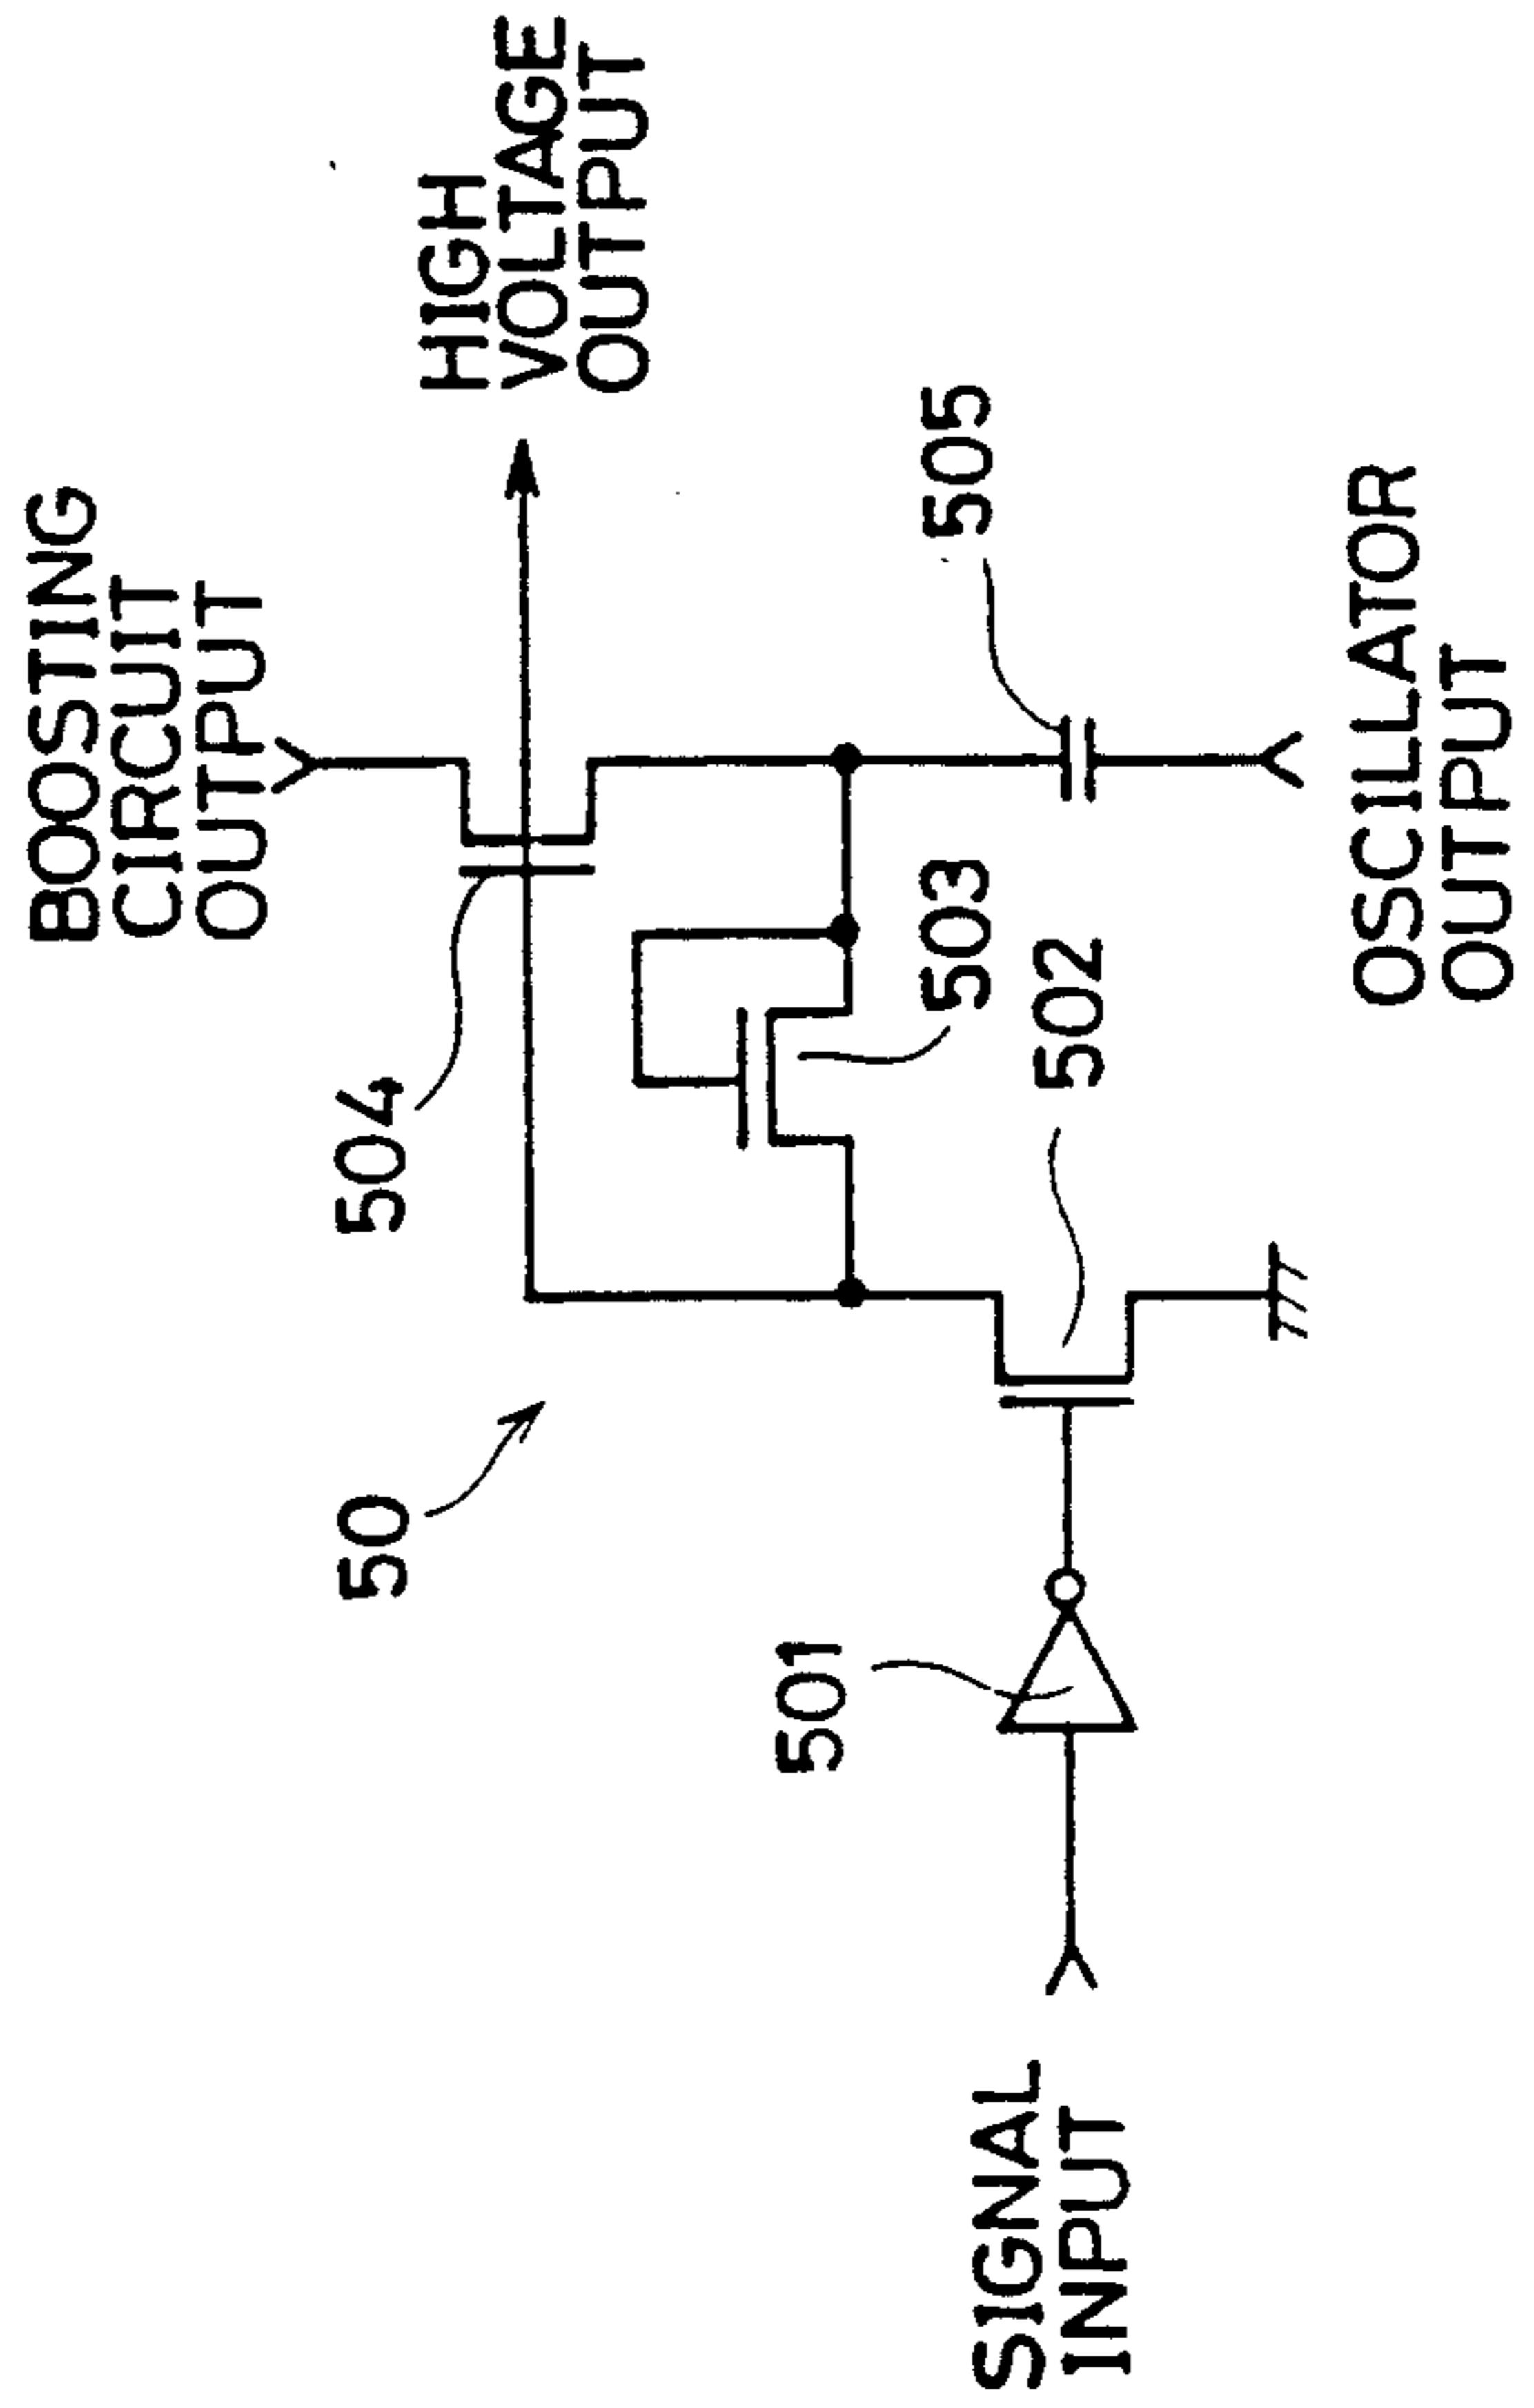 BOOSTING
CIRCUIT
OUTPUT
HIGH
VOLTAGE
OUTPUT
504
50
503
505
501
502
SIGNAL
INPUT
OSCILLATOR
OUTPUT